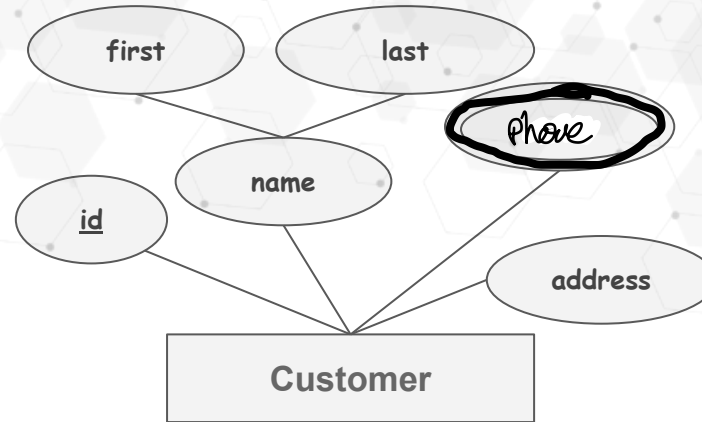 first
last
Phone
name
id
address
Customer